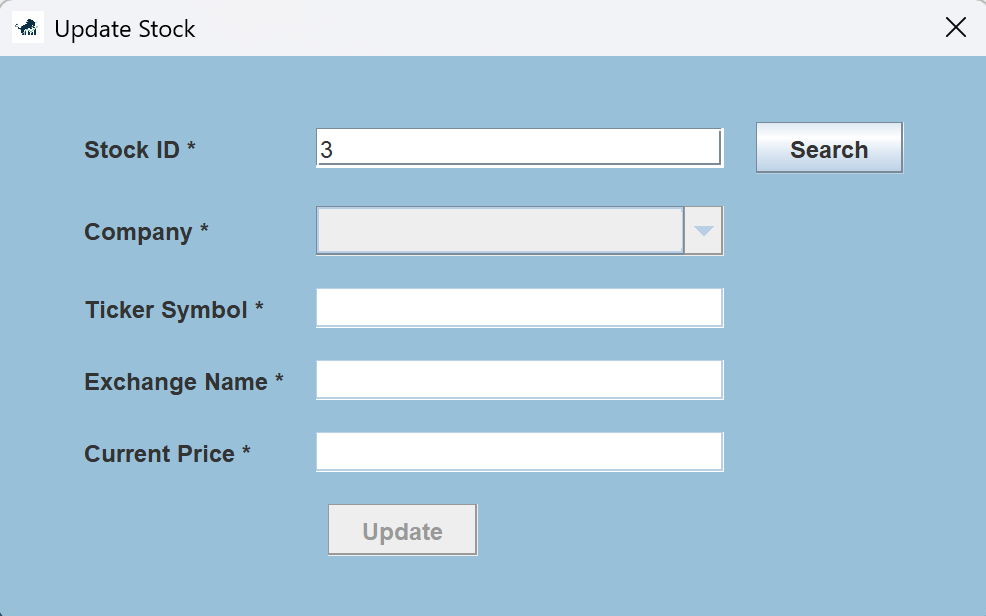 Update Stock
Stock ID * 3 Search
Company *
Ticker Symbol *
Exchange Name *
Current Price *
Update